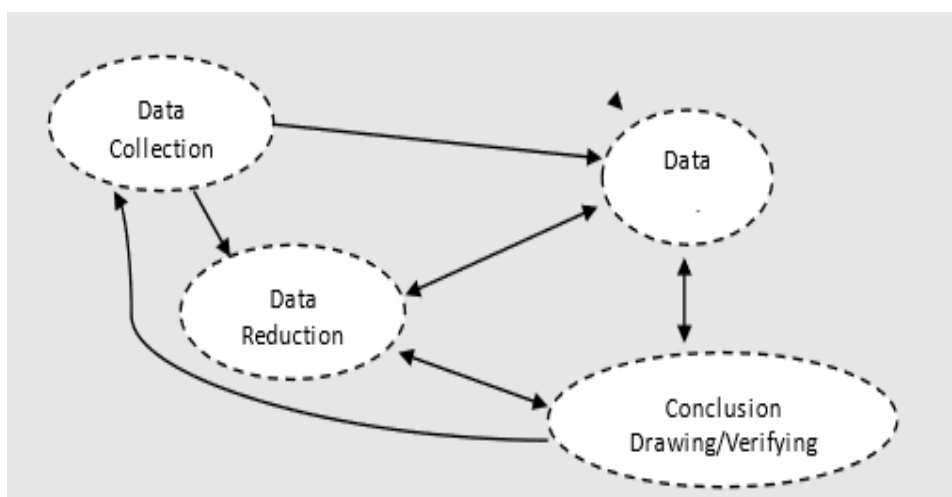 Data
Collection
Data
Data
Reduction
Conclusion
Drawing/Verifying